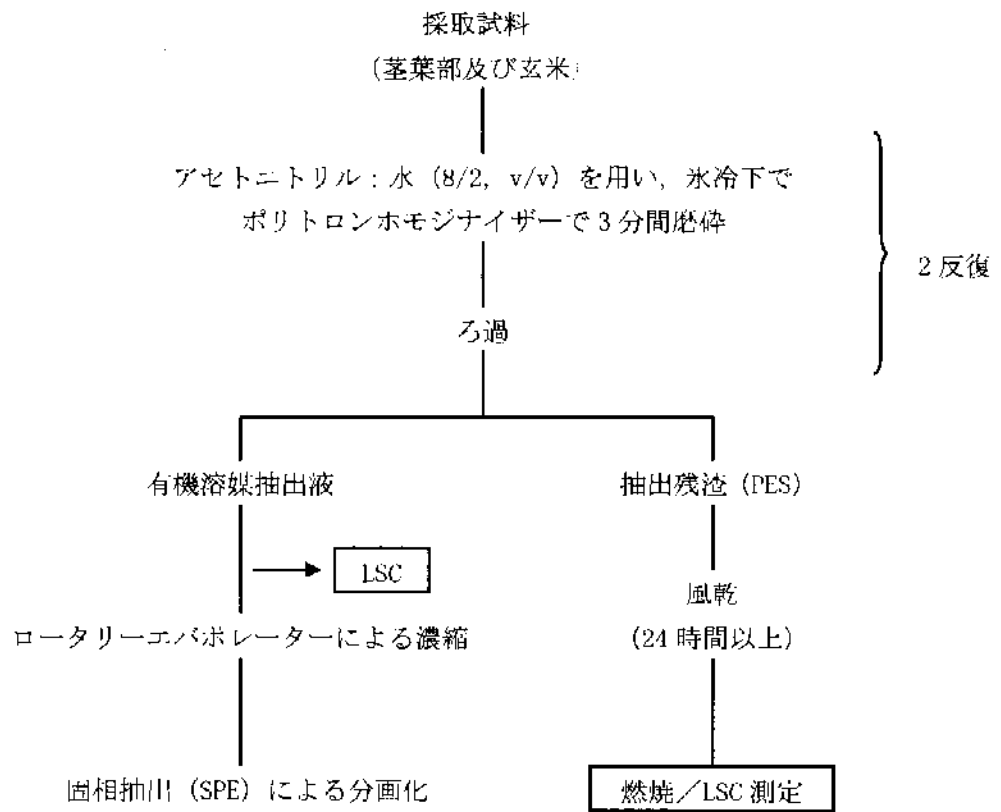 採取試料
(茎葉部及び玄米)
アセトニトリル：水 (8/2, v/v) を用い，氷冷下で
ポリトロンホモジナイザーで3分間磨砕
2反復
ろ過
有機溶媒抽出液
抽出残渣 (PES)
LSC
風乾
(24時間以上)
ロータリーエバポレーターによる濃縮
固相抽出 (SPE) による分画化
燃焼／LSC 測定